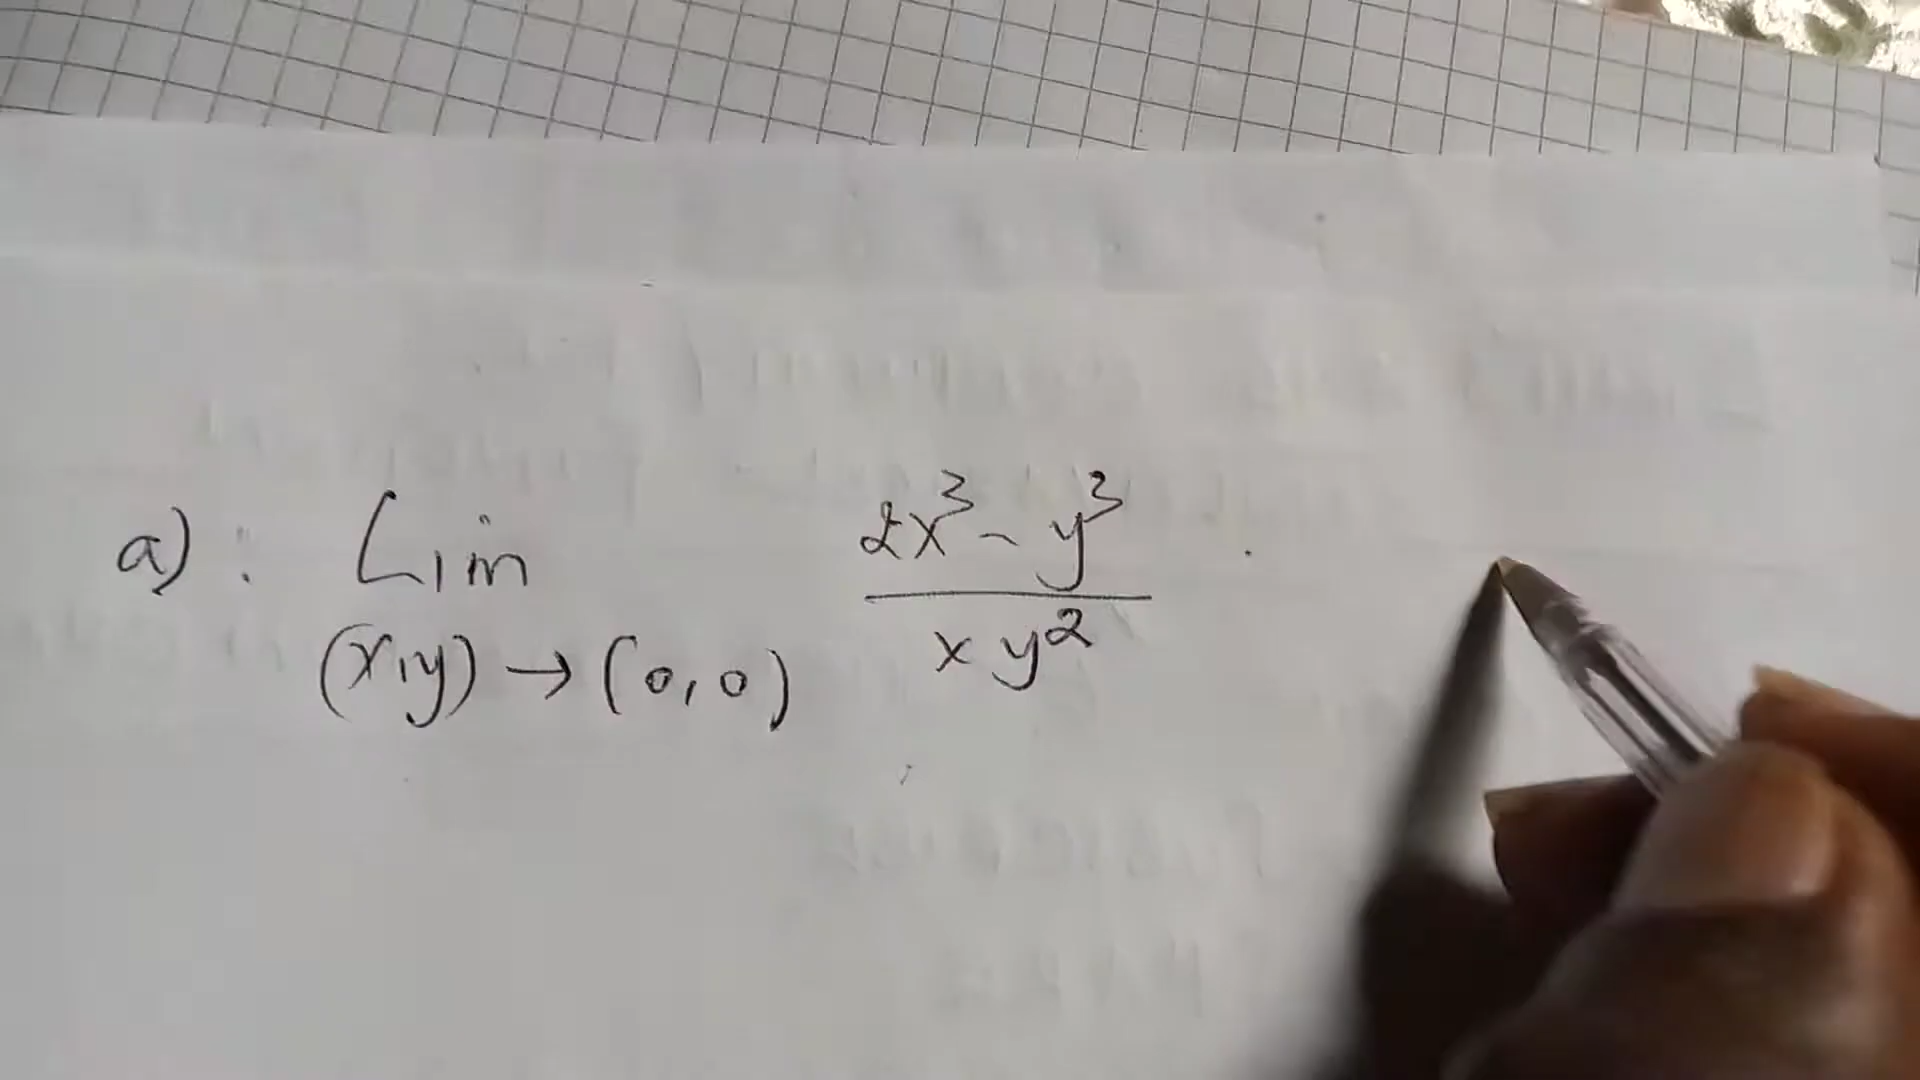 a): Lim 2x³ - y³
(x,y) → (0,0) xy²